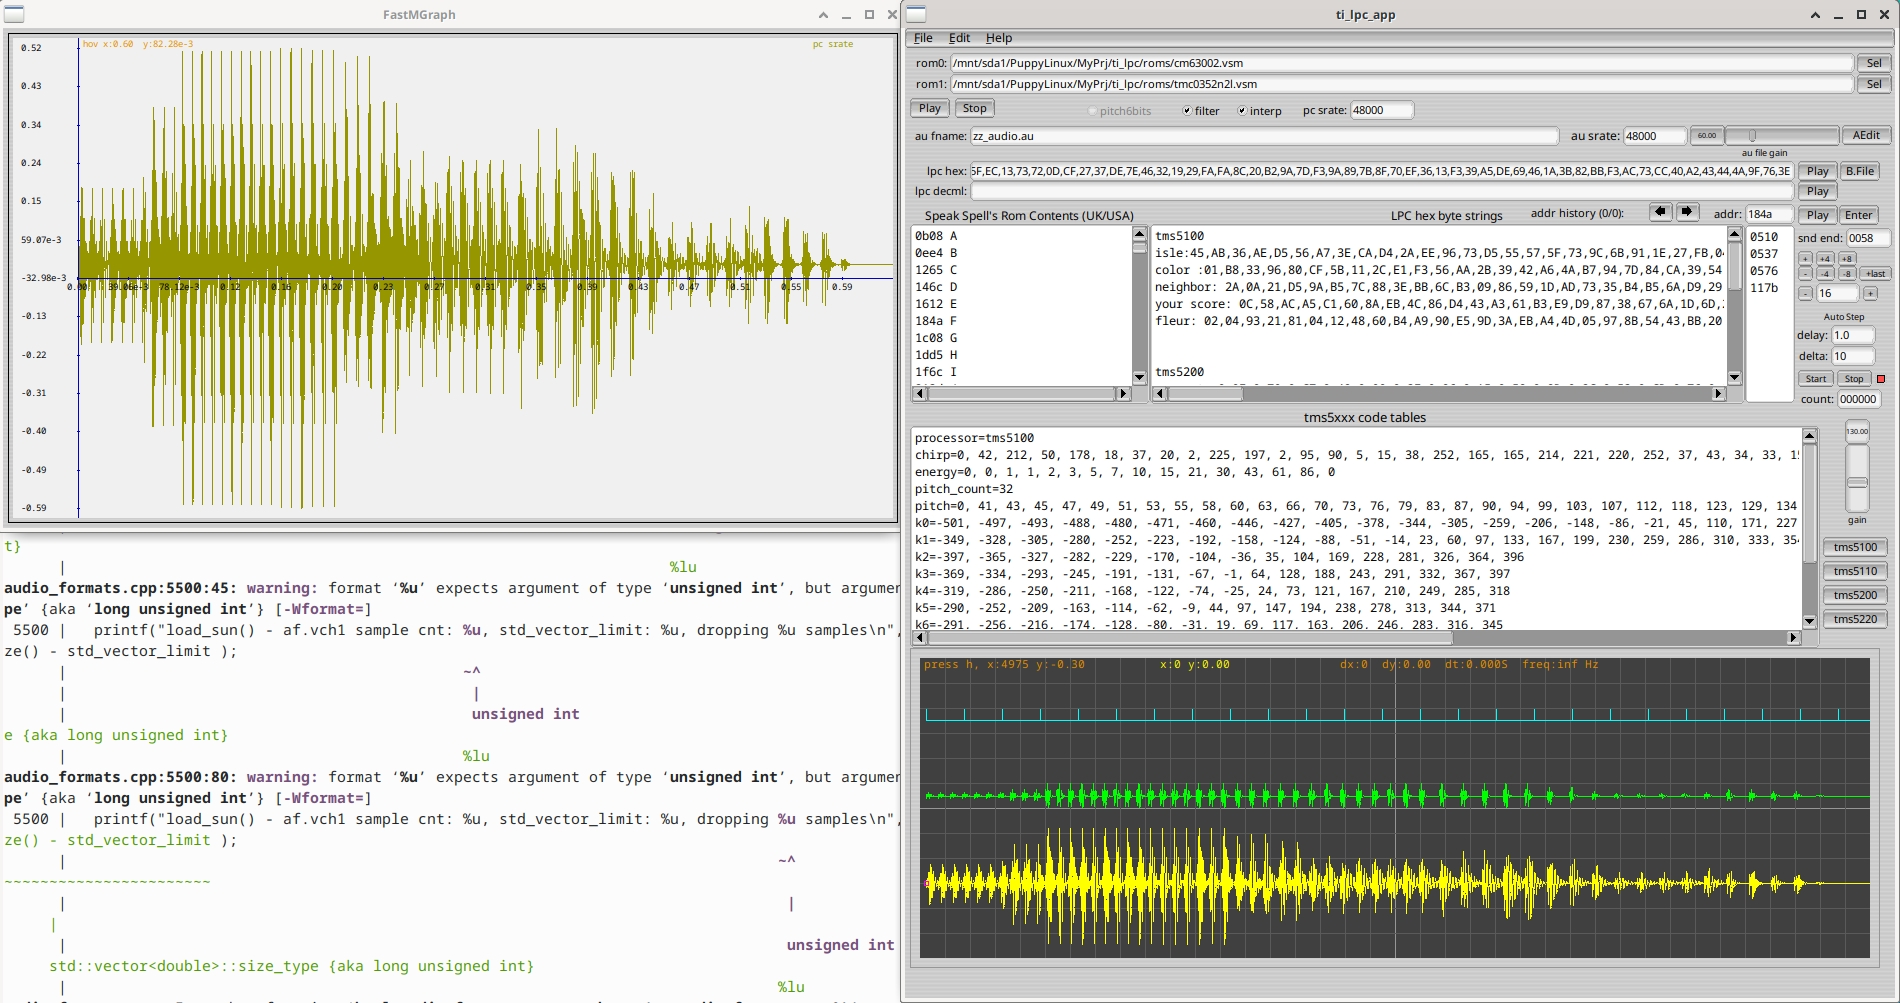 FastMGraph
hov x:0.60 y:82.28e-3
pc srate
0.52
0.43
0.34
0.24
0.15
59.07e-3
-32.98e-3
-0.13
-0.22
-0.31
-0.40
-0.49
-0.59
0.00 39.06e-3 78.12e-3 0.12 0.16 0.20 0.23 0.27 0.31 0.35 0.39 0.43 0.47 0.51 0.55 0.59
t}
|
%lu
audio_formats.cpp:5500:45: warning: format ‘%u’ expects argument of type ‘unsigned int’, but argumen
pe’ {aka ‘long unsigned int’} [-Wformat=]
5500 | printf("load_sun() - af.vch1 sample cnt: %u, std_vector_limit: %u, dropping %u samples\n",
ze() - std_vector_limit );
| ~^
| |
| unsigned int
e {aka long unsigned int}
| %lu
audio_formats.cpp:5500:80: warning: format ‘%u’ expects argument of type ‘unsigned int’, but argumen
pe’ {aka ‘long unsigned int’} [-Wformat=]
5500 | printf("load_sun() - af.vch1 sample cnt: %u, std_vector_limit: %u, dropping %u samples\n",
ze() - std_vector_limit );
| ~^
~~~~~~~~~~~~~~~~~~~~~~~
| |
|
| unsigned int
std::vector<double>::size_type {aka long unsigned int}
| %lu
ti_lpc_app
File Edit Help
rom0: /mnt/sda1/PuppyLinux/MyPrj/ti_lpc/roms/cm63002.vsm Sel
rom1: /mnt/sda1/PuppyLinux/MyPrj/ti_lpc/roms/tmc0352n2l.vsm Sel
Play Stop pitch6bits filter interp pc srate: 48000
au fname: zz_audio.au au srate: 48000 60.00 AEdit
au file gain
lpc hex: 5F,EC,13,73,72,0D,CF,27,37,DE,7E,46,32,19,29,FA,FA,8C,20,B2,9A,7D,F3,9A,89,7B,8F,70,EF,36,13,F3,39,A5,DE,69,46,1A,3B,82,BB,F3,AC,73,CC,40,A2,43,44,4A,9F,76,3E Play B.File
lpc decml: Play
Speak Spell's Rom Contents (UK/USA) LPC hex byte strings addr history (0/0): addr: 184a Play Enter
0b08 A
0ee4 B
1265 C
146c D
1612 E
184a F
1c08 G
1dd5 H
1f6c I
tms5100
isle:45,AB,36,AE,D5,56,A7,3E,CA,D4,2A,EE,96,73,D5,55,57,5F,73,9C,6B,91,1E,27,FB,0
color :01,B8,33,96,80,CF,5B,11,2C,E1,F3,56,AA,2B,39,42,A6,4A,B7,94,7D,84,CA,39,54
neighbor: 2A,0A,21,D5,9A,B5,7C,88,3E,BB,6C,B3,09,86,59,1D,AD,73,35,B4,B5,6A,D9,29
your score: 0C,58,AC,A5,C1,60,8A,EB,4C,86,D4,43,A3,61,B3,E9,D9,87,38,67,6A,1D,6D,
fleur: 02,04,93,21,81,04,12,48,60,B4,A9,90,E5,9D,3A,EB,A4,4D,05,97,8B,54,43,BB,20
tms5200
0510
0537
0576
117b
snd end: 0058
+ +4 +8
- -4 -8 +last
- 16 +
Auto Step
delay: 1.0
delta: 10
Start Stop
count: 000000
tms5xxx code tables
processor=tms5100
chirp=0, 42, 212, 50, 178, 18, 37, 20, 2, 225, 197, 2, 95, 90, 5, 15, 38, 252, 165, 165, 214, 221, 220, 252, 37, 43, 34, 33, 1
energy=0, 0, 1, 1, 2, 3, 5, 7, 10, 15, 21, 30, 43, 61, 86, 0
pitch_count=32
pitch=0, 41, 43, 45, 47, 49, 51, 53, 55, 58, 60, 63, 66, 70, 73, 76, 79, 83, 87, 90, 94, 99, 103, 107, 112, 118, 123, 129, 134
k0=-501, -497, -493, -488, -480, -471, -460, -446, -427, -405, -378, -344, -305, -259, -206, -148, -86, -21, 45, 110, 171, 227
k1=-349, -328, -305, -280, -252, -223, -192, -158, -124, -88, -51, -14, 23, 60, 97, 133, 167, 199, 230, 259, 286, 310, 333, 354
k2=-397, -365, -327, -282, -229, -170, -104, -36, 35, 104, 169, 228, 281, 326, 364, 396
k3=-369, -334, -293, -245, -191, -131, -67, -1, 64, 128, 188, 243, 291, 332, 367, 397
k4=-319, -286, -250, -211, -168, -122, -74, -25, 24, 73, 121, 167, 210, 249, 285, 318
k5=-290, -252, -209, -163, -114, -62, -9, 44, 97, 147, 194, 238, 278, 313, 344, 371
k6=-291, -256, -216, -174, -128, -80, -31, 19, 69, 117, 163, 206, 246, 283, 316, 345
130.00
gain
tms5100
tms5110
tms5200
tms5220
press h, x:4975 y:-0.30 x:0 y:0.00 dx:0 dy:0.00 dt:0.000S freq:inf Hz